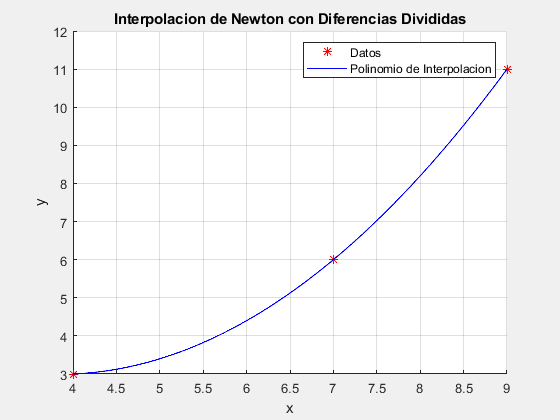 Interpolacion de Newton con Diferencias Divididas
12
11
10
9
8
7
6
5
4
3
y
Datos
Polinomio de Interpolacion
4 4.5 5 5.5 6 6.5 7 7.5 8 8.5 9
x